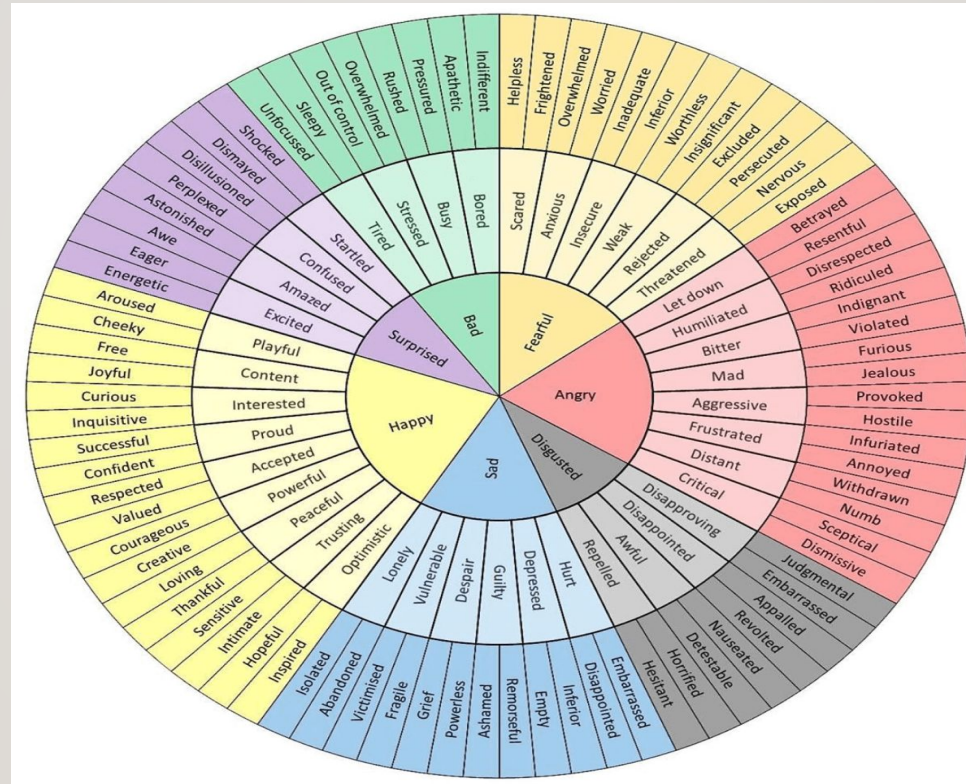 Bad
Fearful
Angry
Disgusted
Sad
Happy
Surprised
Tired
Stressed
Busy
Bored
Scared
Anxious
Insecure
Weak
Rejected
Threatened
Let down
Humiliated
Bitter
Mad
Aggressive
Frustrated
Distant
Critical
Disapproving
Disappointed
Awful
Repelled
Hurt
Depressed
Guilty
Despair
Vulnerable
Lonely
Optimistic
Trusting
Peaceful
Powerful
Accepted
Proud
Interested
Content
Playful
Excited
Amazed
Confused
Startled
Unfocussed
Sleepy
Out of control
Overwhelmed
Rushed
Pressured
Apathetic
Indifferent
Helpless
Frightened
Overwhelmed
Worried
Inadequate
Inferior
Worthless
Insignificant
Excluded
Persecuted
Nervous
Exposed
Betrayed
Resentful
Disrespected
Ridiculed
Indignant
Violated
Furious
Jealous
Provoked
Hostile
Infuriated
Annoyed
Withdrawn
Numb
Sceptical
Dismissive
Judgmental
Embarrassed
Appalled
Revolted
Nauseated
Detestable
Horrified
Hesitant
Embarrassed
Disappointed
Inferior
Empty
Remorseful
Ashamed
Powerless
Grief
Fragile
Victimised
Abandoned
Isolated
Inspired
Hopeful
Intimate
Sensitive
Thankful
Loving
Creative
Courageous
Valued
Respected
Confident
Successful
Inquisitive
Curious
Joyful
Free
Cheeky
Aroused
Energetic
Eager
Awe
Astonished
Perplexed
Disillusioned
Dismayed
Shocked